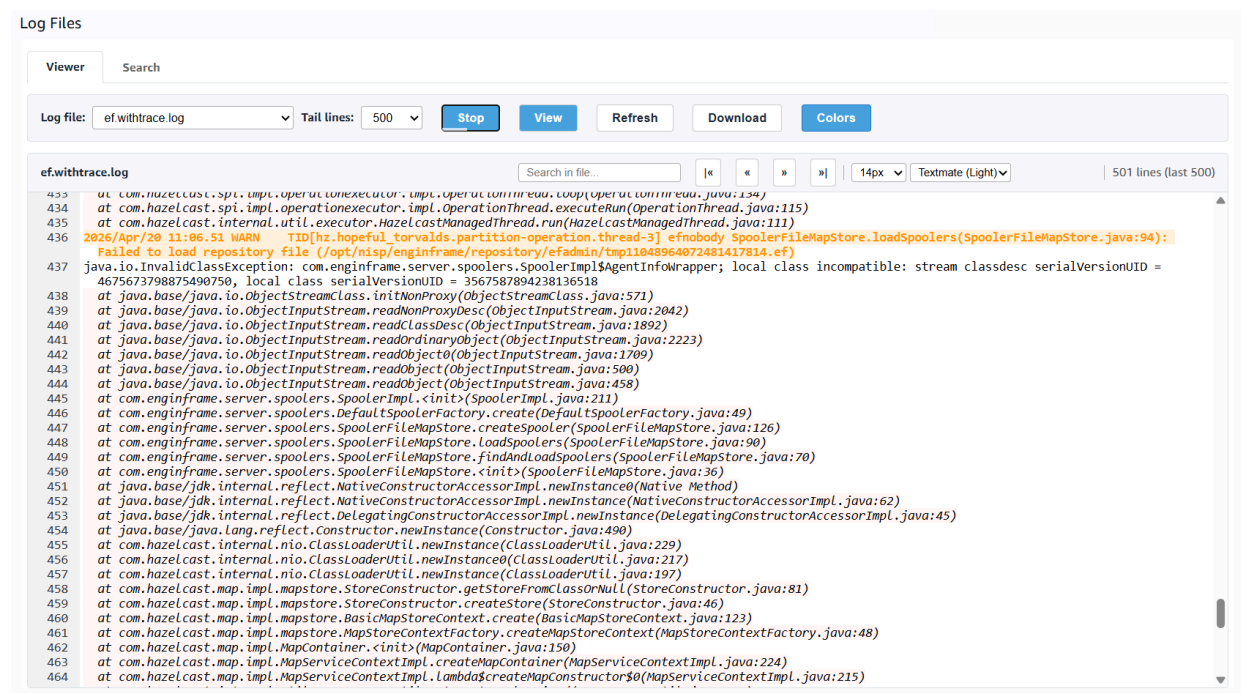 Log Files
Viewer Search
Log file: ef.withtrace.log Tail lines: 500 Stop View Refresh Download Colors
ef.withtrace.log Search in file... |« « » »| 14px Textmate (Light) 501 lines (last 500)
453 at com.hazelcast.spi.impl.operationexecutor.impl.OperationThread.loop(OperationThread.java:134)
434 at com.hazelcast.spi.impl.operationexecutor.impl.OperationThread.executeRun(OperationThread.java:115)
435 at com.hazelcast.internal.util.executor.HazelcastManagedThread.run(HazelcastManagedThread.java:111)
436 2026/Apr/20 11:06.51 WARN TID[hz.hopeful_torvalds.partition-operation.thread-3] efnobody SpoolerFileMapStore.loadSpoolers(SpoolerFileMapStore.java:94):
Failed to load repository file (/opt/nisp/enginframe/repository/efadmin/tmp11048964072481417814.ef)
437 java.io.InvalidClassException: com.enginframe.server.spoolers.SpoolerImpl$AgentInfoWrapper; local class incompatible: stream classdesc serialVersionUID =
4675673798875490750, local class serialVersionUID = 3567587894238136518
438 at java.base/java.io.ObjectStreamClass.initNonProxy(ObjectStreamClass.java:571)
439 at java.base/java.io.ObjectInputStream.readNonProxyDesc(ObjectInputStream.java:2042)
440 at java.base/java.io.ObjectInputStream.readClassDesc(ObjectInputStream.java:1892)
441 at java.base/java.io.ObjectInputStream.readOrdinaryObject(ObjectInputStream.java:2223)
442 at java.base/java.io.ObjectInputStream.readObject0(ObjectInputStream.java:1709)
443 at java.base/java.io.ObjectInputStream.readObject(ObjectInputStream.java:500)
444 at java.base/java.io.ObjectInputStream.readObject(ObjectInputStream.java:458)
445 at com.enginframe.server.spoolers.SpoolerImpl.<init>(SpoolerImpl.java:211)
446 at com.enginframe.server.spoolers.DefaultSpoolerFactory.create(DefaultSpoolerFactory.java:49)
447 at com.enginframe.server.spoolers.SpoolerFileMapStore.createSpooler(SpoolerFileMapStore.java:126)
448 at com.enginframe.server.spoolers.SpoolerFileMapStore.loadSpoolers(SpoolerFileMapStore.java:90)
449 at com.enginframe.server.spoolers.SpoolerFileMapStore.findAndLoadSpoolers(SpoolerFileMapStore.java:70)
450 at com.enginframe.server.spoolers.SpoolerFileMapStore.<init>(SpoolerFileMapStore.java:36)
451 at java.base/jdk.internal.reflect.NativeConstructorAccessorImpl.newInstance0(Native Method)
452 at java.base/jdk.internal.reflect.NativeConstructorAccessorImpl.newInstance(NativeConstructorAccessorImpl.java:62)
453 at java.base/jdk.internal.reflect.DelegatingConstructorAccessorImpl.newInstance(DelegatingConstructorAccessorImpl.java:45)
454 at java.base/java.lang.reflect.Constructor.newInstance(Constructor.java:490)
455 at com.hazelcast.internal.nio.ClassLoaderUtil.newInstance(ClassLoaderUtil.java:229)
456 at com.hazelcast.internal.nio.ClassLoaderUtil.newInstance0(ClassLoaderUtil.java:217)
457 at com.hazelcast.internal.nio.ClassLoaderUtil.newInstance(ClassLoaderUtil.java:197)
458 at com.hazelcast.map.impl.mapstore.StoreConstructor.getStoreFromClassOrNull(StoreConstructor.java:81)
459 at com.hazelcast.map.impl.mapstore.StoreConstructor.createStore(StoreConstructor.java:46)
460 at com.hazelcast.map.impl.mapstore.BasicMapStoreContext.create(BasicMapStoreContext.java:123)
461 at com.hazelcast.map.impl.mapstore.MapStoreContextFactory.createMapStoreContext(MapStoreContextFactory.java:48)
462 at com.hazelcast.map.impl.MapContainer.<init>(MapContainer.java:150)
463 at com.hazelcast.map.impl.MapServiceContextImpl.createMapContainer(MapServiceContextImpl.java:224)
464 at com.hazelcast.map.impl.MapServiceContextImpl.lambda$createMapConstructor$0(MapServiceContextImpl.java:215)